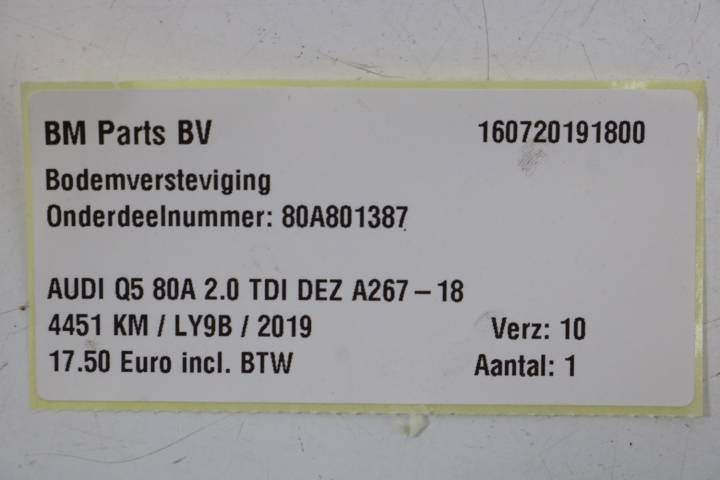 BM Parts BV 160720191800
Bodemversteviging
Onderdeelnummer: 80A801387
AUDI Q5 80A 2.0 TDI DEZ A267-18
4451 KM / LY9B / 2019 Verz: 10
17.50 Euro incl. BTW Aantal: 1